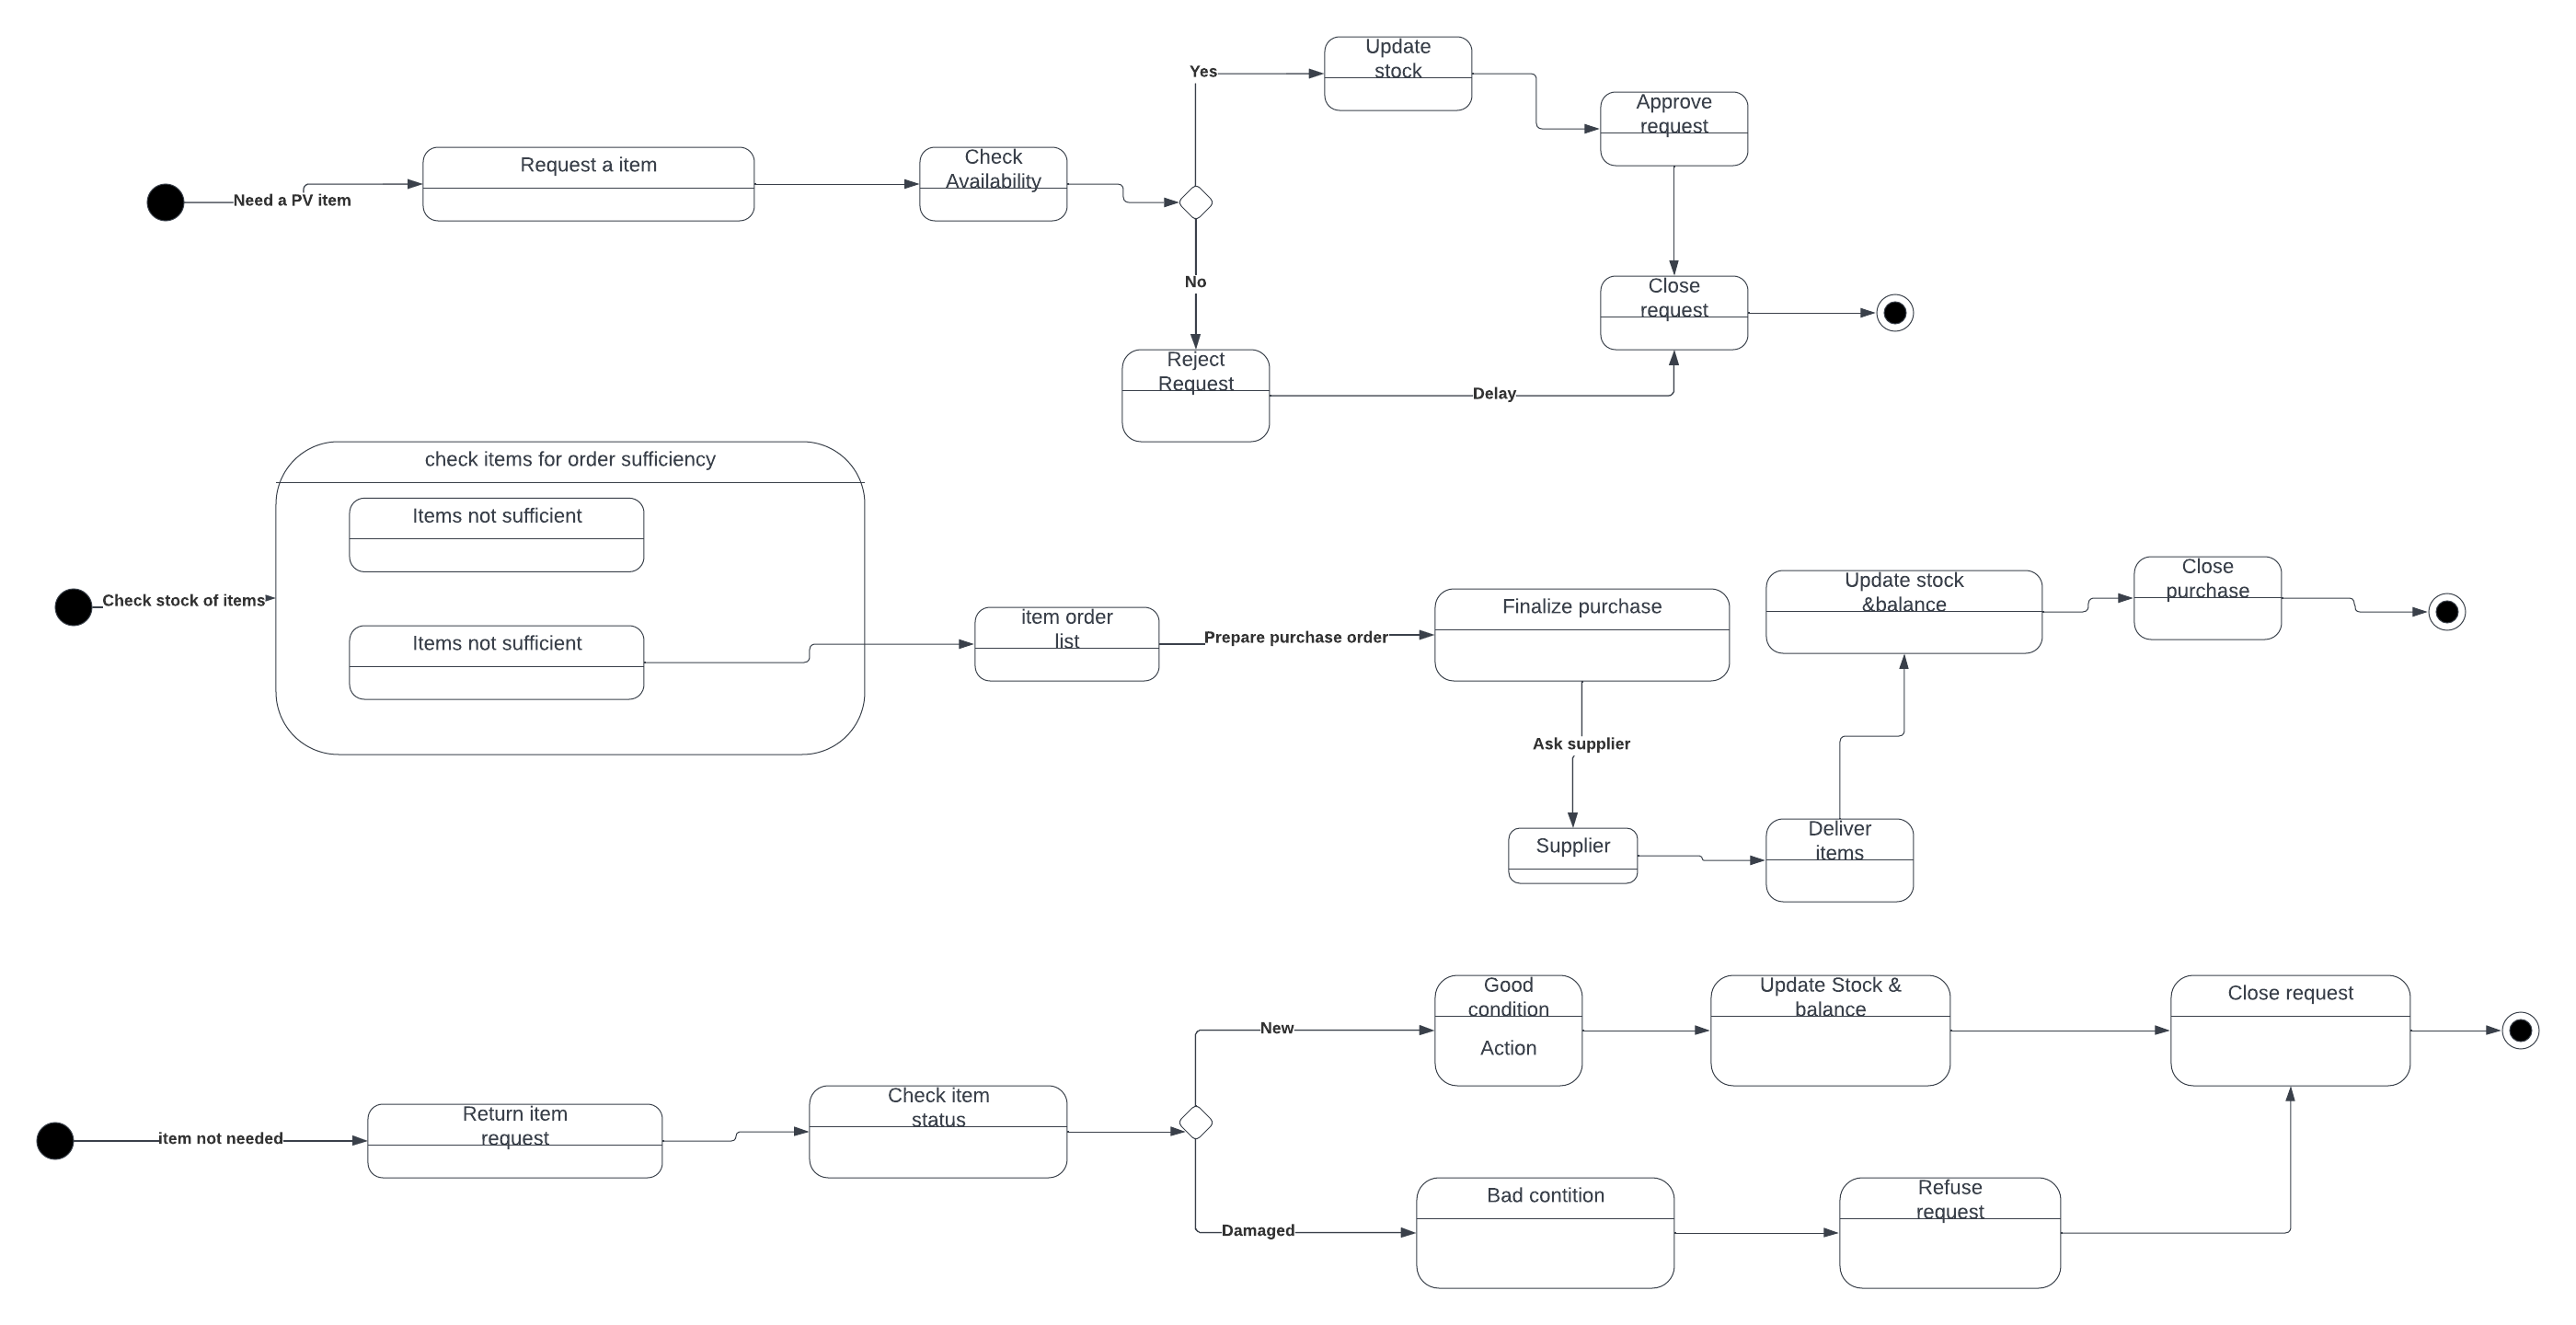 Update
stock
Yes
Approve
request
Request a item
Check
Availability
Need a PV item
No
Close
request
Reject
Request
Delay
check items for order sufficiency
Items not sufficient
Check stock of items
Items not sufficient
item order
list
Prepare purchase order
Finalize purchase
Update stock
&balance
Close
purchase
Ask supplier
Supplier
Deliver
items
Good
condition
Action
Update Stock &
balance
Close request
New
item not needed
Return item
request
Check item
status
Damaged
Bad contition
Refuse
request